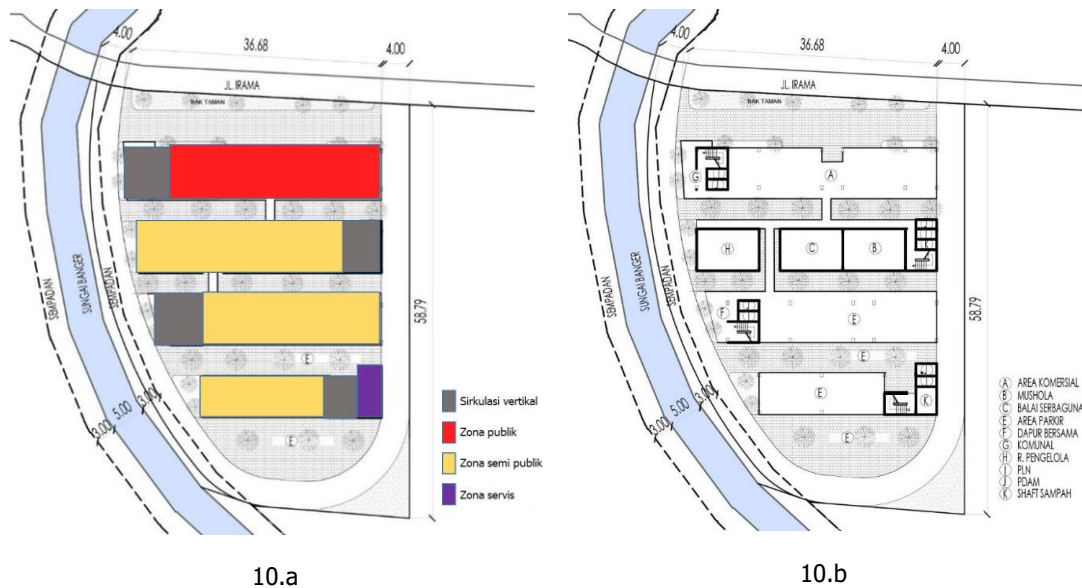 4.00
36.68
4.00
JL. IRAMA
BAK TAMAN
SEMPADAN
SUNGAI BANGER
SEMPADAN
58.79
E
E
3.00
5.00
3.00
Sirkulasi vertikal
Zona publik
Zona semi publik
Zona servis
10.a
4.00
36.68
4.00
JL. IRAMA
BAK TAMAN
G
A
H
C
B
SEMPADAN
SUNGAI BANGER
SEMPADAN
58.79
F
E
E
E
K
E
3.00
5.00
3.00
A AREA KOMERSIAL
B MUSHOLA
C BALAI SERBAGUNA
E AREA PARKIR
F DAPUR BERSAMA
G KOMUNAL
H R. PENGELOLA
I PLN
J PDAM
K SHAFT SAMPAH
10.b